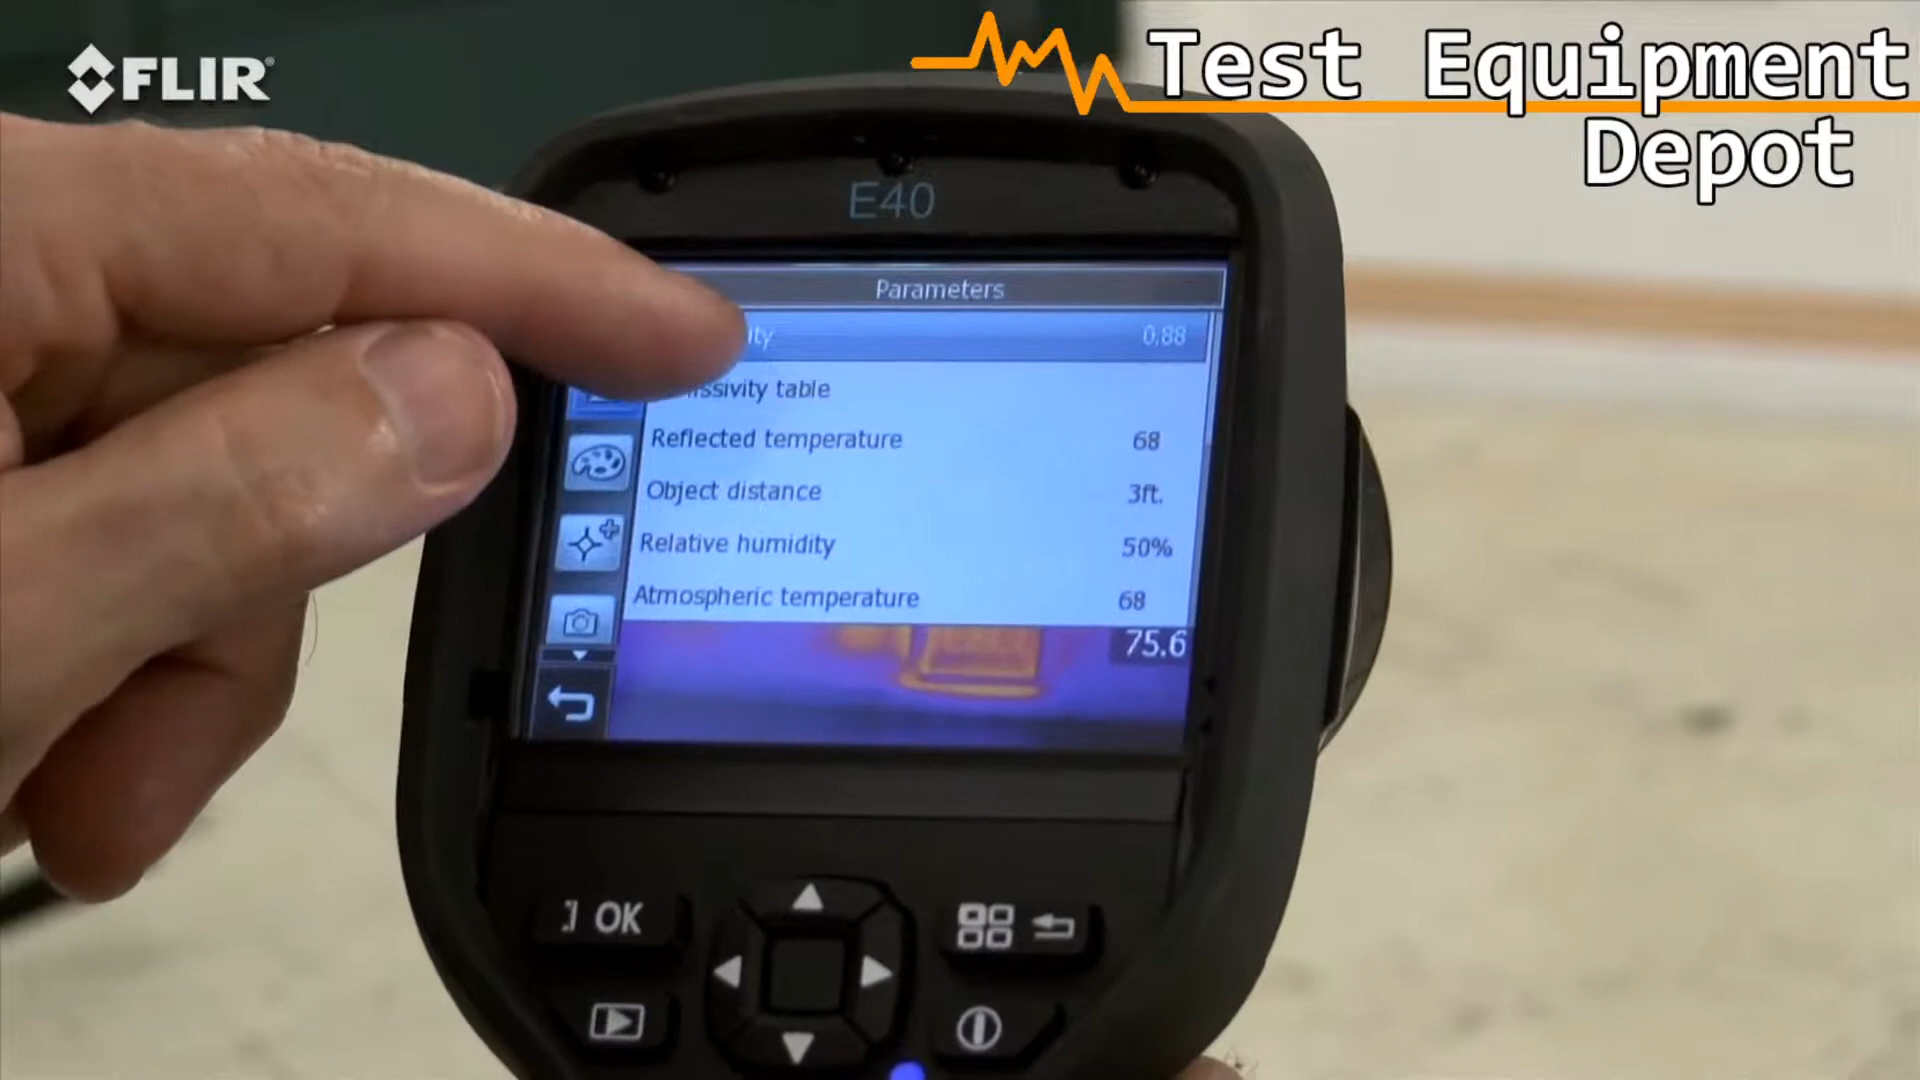 FLIR
Test Equipment
Depot
E40
Parameters
0.88
table
Reflected temperature 68
Object distance 3ft.
Relative humidity 50%
Atmospheric temperature 68
75.6
OK